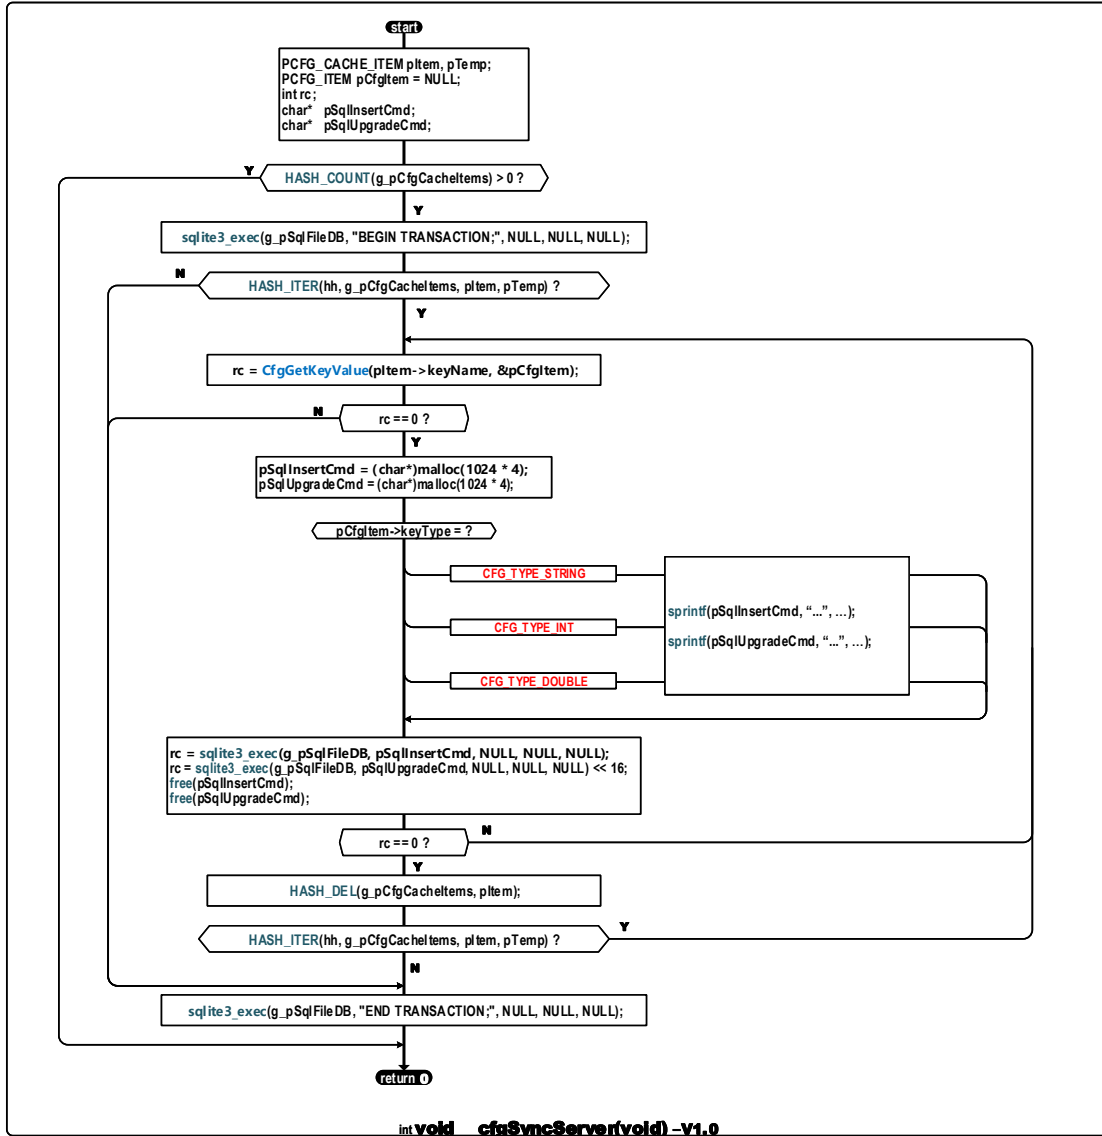 start
PCFG_CACHE_ITEM pItem, pTemp;
PCFG_ITEM pCfgItem = NULL;
int rc;
char* pSqlInsertCmd;
char* pSqlUpgradeCmd;
Y
HASH_COUNT(g_pCfgCacheItems) > 0 ?
Y
sqlite3_exec(g_pSqlFileDB, "BEGIN TRANSACTION;", NULL, NULL, NULL);
N
HASH_ITER(hh, g_pCfgCacheItems, pItem, pTemp) ?
Y
rc = CfgGetKeyValue(pItem->keyName, &pCfgItem);
N
rc == 0 ?
Y
pSqlInsertCmd = (char*)malloc(1024 * 4);
pSqlUpgradeCmd = (char*)malloc(1024 * 4);
pCfgItem->keyType = ?
CFG_TYPE_STRING
sprintf(pSqlInsertCmd, “...”, ...);
CFG_TYPE_INT
sprintf(pSqlUpgradeCmd, “...”, ...);
CFG_TYPE_DOUBLE
rc = sqlite3_exec(g_pSqlFileDB, pSqlInsertCmd, NULL, NULL, NULL);
rc = sqlite3_exec(g_pSqlFileDB, pSqlUpgradeCmd, NULL, NULL, NULL) << 16;
free(pSqlInsertCmd);
free(pSqlUpgradeCmd);
N
rc == 0 ?
Y
HASH_DEL(g_pCfgCacheItems, pItem);
Y
HASH_ITER(hh, g_pCfgCacheItems, pItem, pTemp) ?
N
sqlite3_exec(g_pSqlFileDB, "END TRANSACTION;", NULL, NULL, NULL);
return 0
int void cfgSyncServer(void) –V1.0